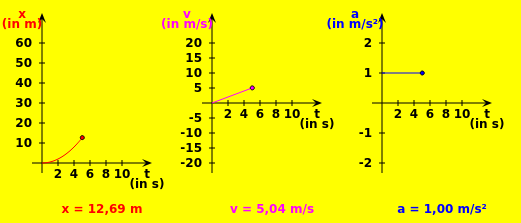 x
(in m)
60
50
40
30
20
10
2 4 6 8 10 t
(in s)
x = 12,69 m
v
(in m/s)
20
15
10
5
2 4 6 8 10 t
(in s)
-5
-10
-15
-20
v = 5,04 m/s
a
(in m/s²)
2
1
2 4 6 8 10 t
(in s)
-1
-2
a = 1,00 m/s²